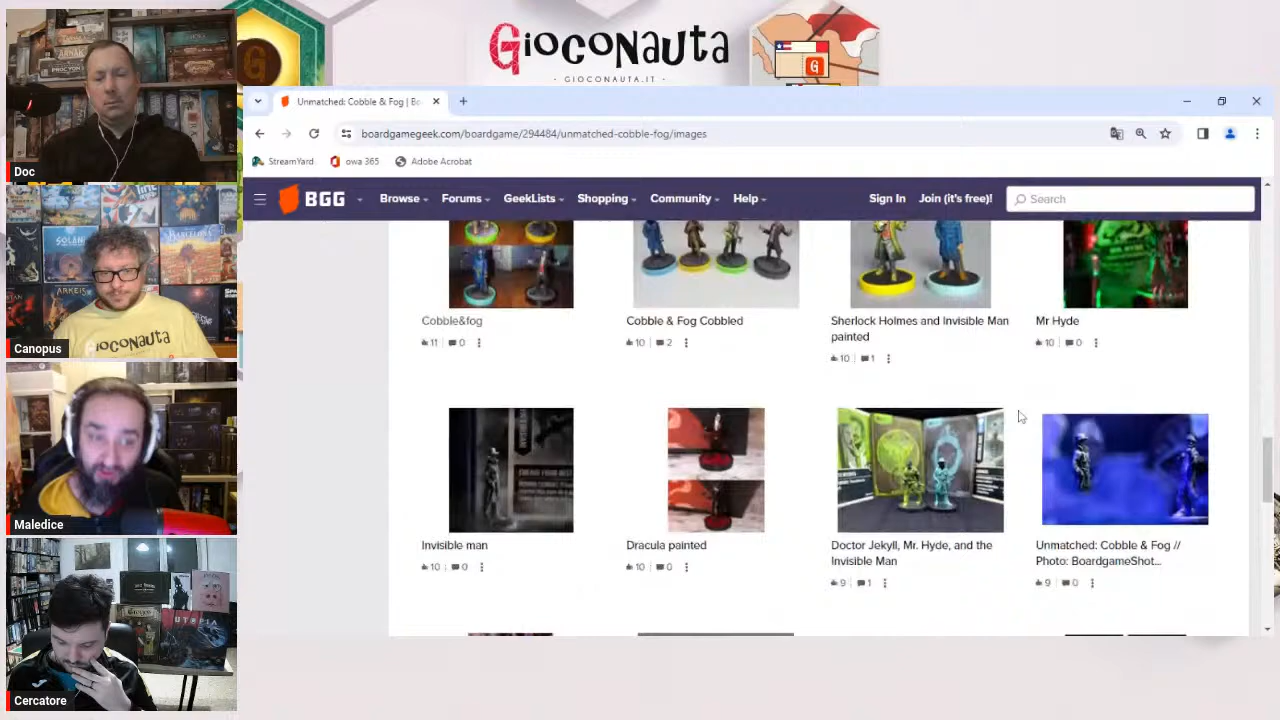 GIOCONAUTA
- GIOCONAUTA.IT -
Doc
Canopus
GIOCONAUTA
Maledice
Cercatore
SOLANI
BARCELONA
ARKEIS
UTOPIA
Unmatched: Cobble & Fog | Bo
boardgamegeek.com/boardgame/294484/unmatched-cobble-fog/images
StreamYard
owa 365
Adobe Acrobat
BGG
Browse
Forums
GeekLists
Shopping
Community
Help
Sign In
Join (it's free!)
Search
Cobble&fog
11
0
Cobble & Fog Cobbled
10
2
Sherlock Holmes and Invisible Man
painted
10
1
Mr Hyde
10
0
Invisible man
10
0
Dracula painted
10
0
Doctor Jekyll, Mr. Hyde, and the
Invisible Man
9
1
Unmatched: Cobble & Fog //
Photo: BoardgameShot...
9
0